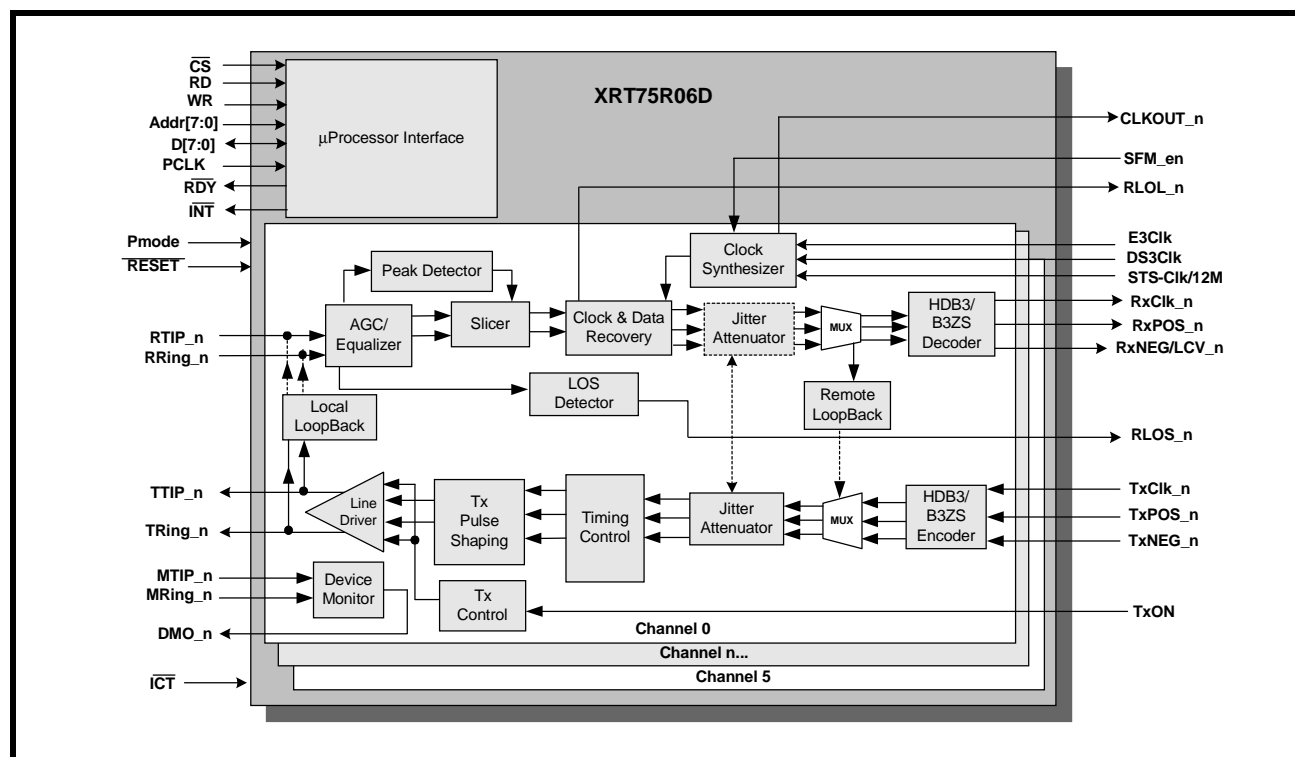 XRT75R06D
CS
RD
WR
Addr[7:0]
D[7:0]
PCLK
RDY
INT
Pmode
RESET
RTIP_n
RRing_n
TTIP_n
TRing_n
MTIP_n
MRing_n
DMO_n
ICT
µProcessor Interface
Peak Detector
AGC/
Equalizer
Slicer
Clock & Data
Recovery
Clock
Synthesizer
Jitter
Attenuator
MUX
HDB3/
B3ZS
Decoder
LOS
Detector
Remote
LoopBack
Local
LoopBack
Line
Driver
Tx
Pulse
Shaping
Timing
Control
Jitter
Attenuator
MUX
HDB3/
B3ZS
Encoder
Device
Monitor
Tx
Control
Channel 0
Channel n...
Channel 5
CLKOUT_n
SFM_en
RLOL_n
E3Clk
DS3Clk
STS-Clk/12M
RxClk_n
RxPOS_n
RxNEG/LCV_n
RLOS_n
TxClk_n
TxPOS_n
TxNEG_n
TxON